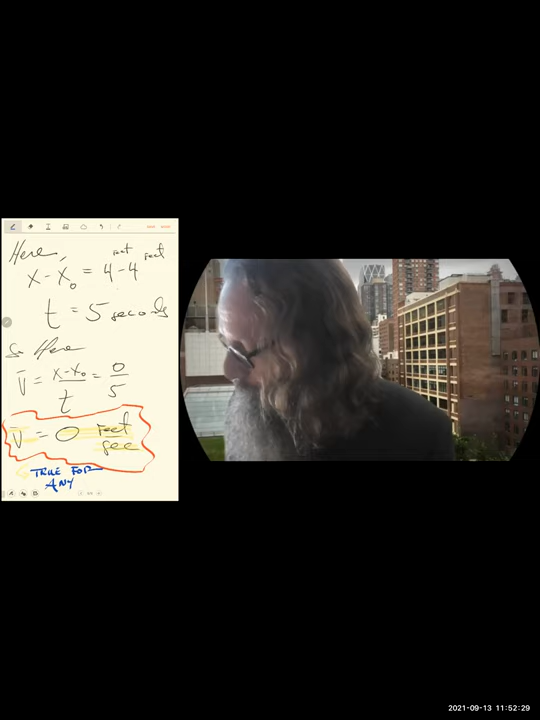 Here,
feet feet
x - x₀ = 4 - 4
t = 5 seconds
So Here
v̄ = x-x₀/t = 0/5
v̄ = 0 feet/sec
TRUE FOR
ANY
2021-09-13 11:52:29